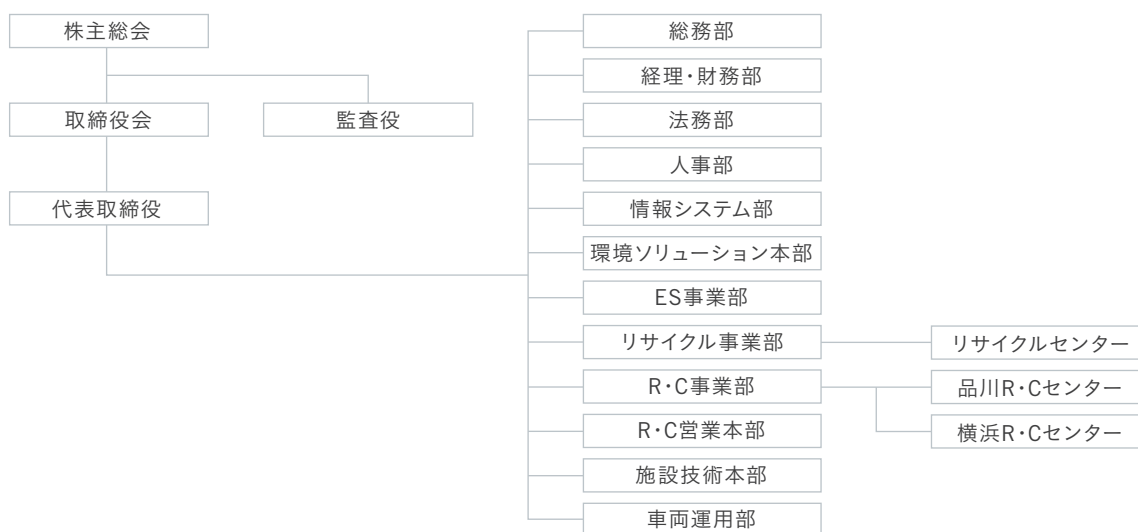 株主総会
取締役会
監査役
代表取締役
総務部
経理・財務部
法務部
人事部
情報システム部
環境ソリューション本部
ES事業部
リサイクル事業部
リサイクルセンター
R・C事業部
品川R・Cセンター
横浜R・Cセンター
R・C営業本部
施設技術本部
車両運用部